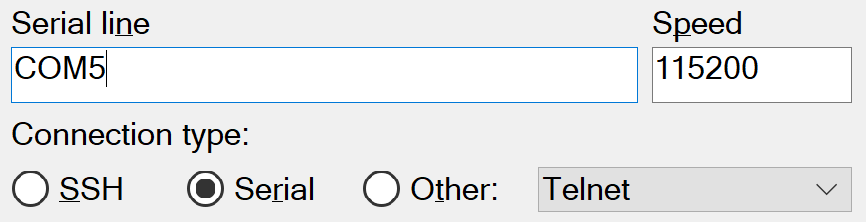 Serial line Speed
COM5 115200
Connection type:
SSH Serial Other: Telnet